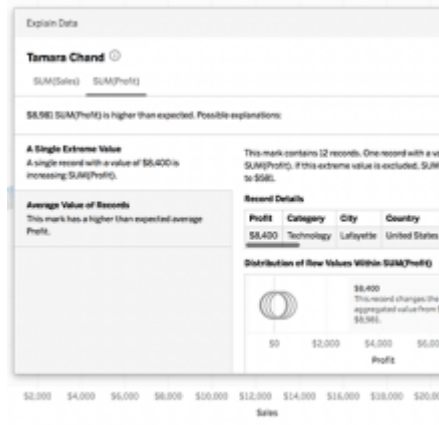 Explain Data
Tamara Chand
SUM(Sales) SUM(Profit)
$8,981 SUM(Profit) is higher than expected. Possible explanations:
A Single Extreme Value
A single record with a value of $8,400 is
increasing SUM(Profit).
Average Value of Records
This mark has a higher than expected average
Profit.
This mark contains 12 records. One record with a va
SUM(Profit). If this extreme value is excluded, SUM
to $581.
Record Details
Profit Category City Country
$8,400 Technology Lafayette United States
Distribution of Row Values Within SUM(Profit)
$8,400
This record changes the
aggregated value from $
$8,981.
$0 $2,000 $4,000 $6,00
Profit
$2,000 $4,000 $6,000 $8,000 $10,000 $12,000 $14,000 $16,000 $18,000 $20,00
Sales